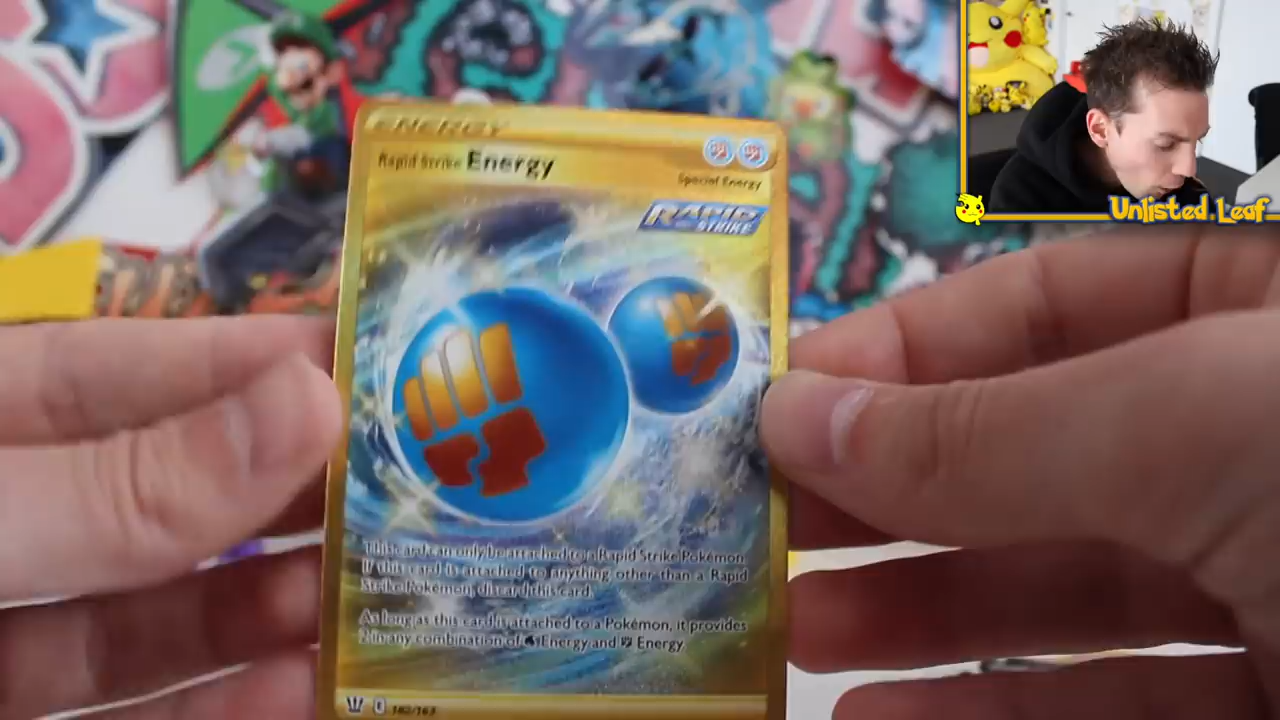 ENERGY
Rapid Strike Energy
Special Energy
RAPID
STRIKE
This card can only be attached to a Rapid Strike Pokémon.
If this card is attached to anything other than a Rapid
Strike Pokémon, discard this card.
As long as this card is attached to a Pokémon, it provides
2 in any combination of Energy and Energy.
E 182/163
Unlisted Leaf